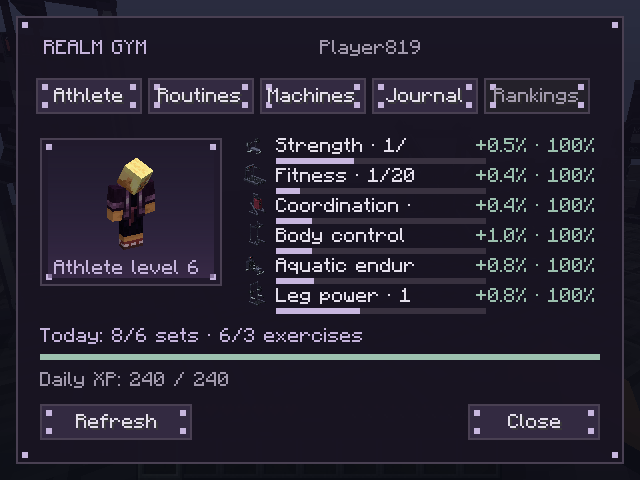 REALM GYM Player819
Athlete Routines Machines Journal Rankings
Strength · 1/ +0.5% · 100%
Fitness · 1/20 +0.4% · 100%
Coordination · +0.4% · 100%
Body control +1.0% · 100%
Aquatic endur +0.8% · 100%
Leg power · 1 +0.8% · 100%
Athlete level 6
Today: 8/6 sets · 6/3 exercises
Daily XP: 240 / 240
Refresh Close